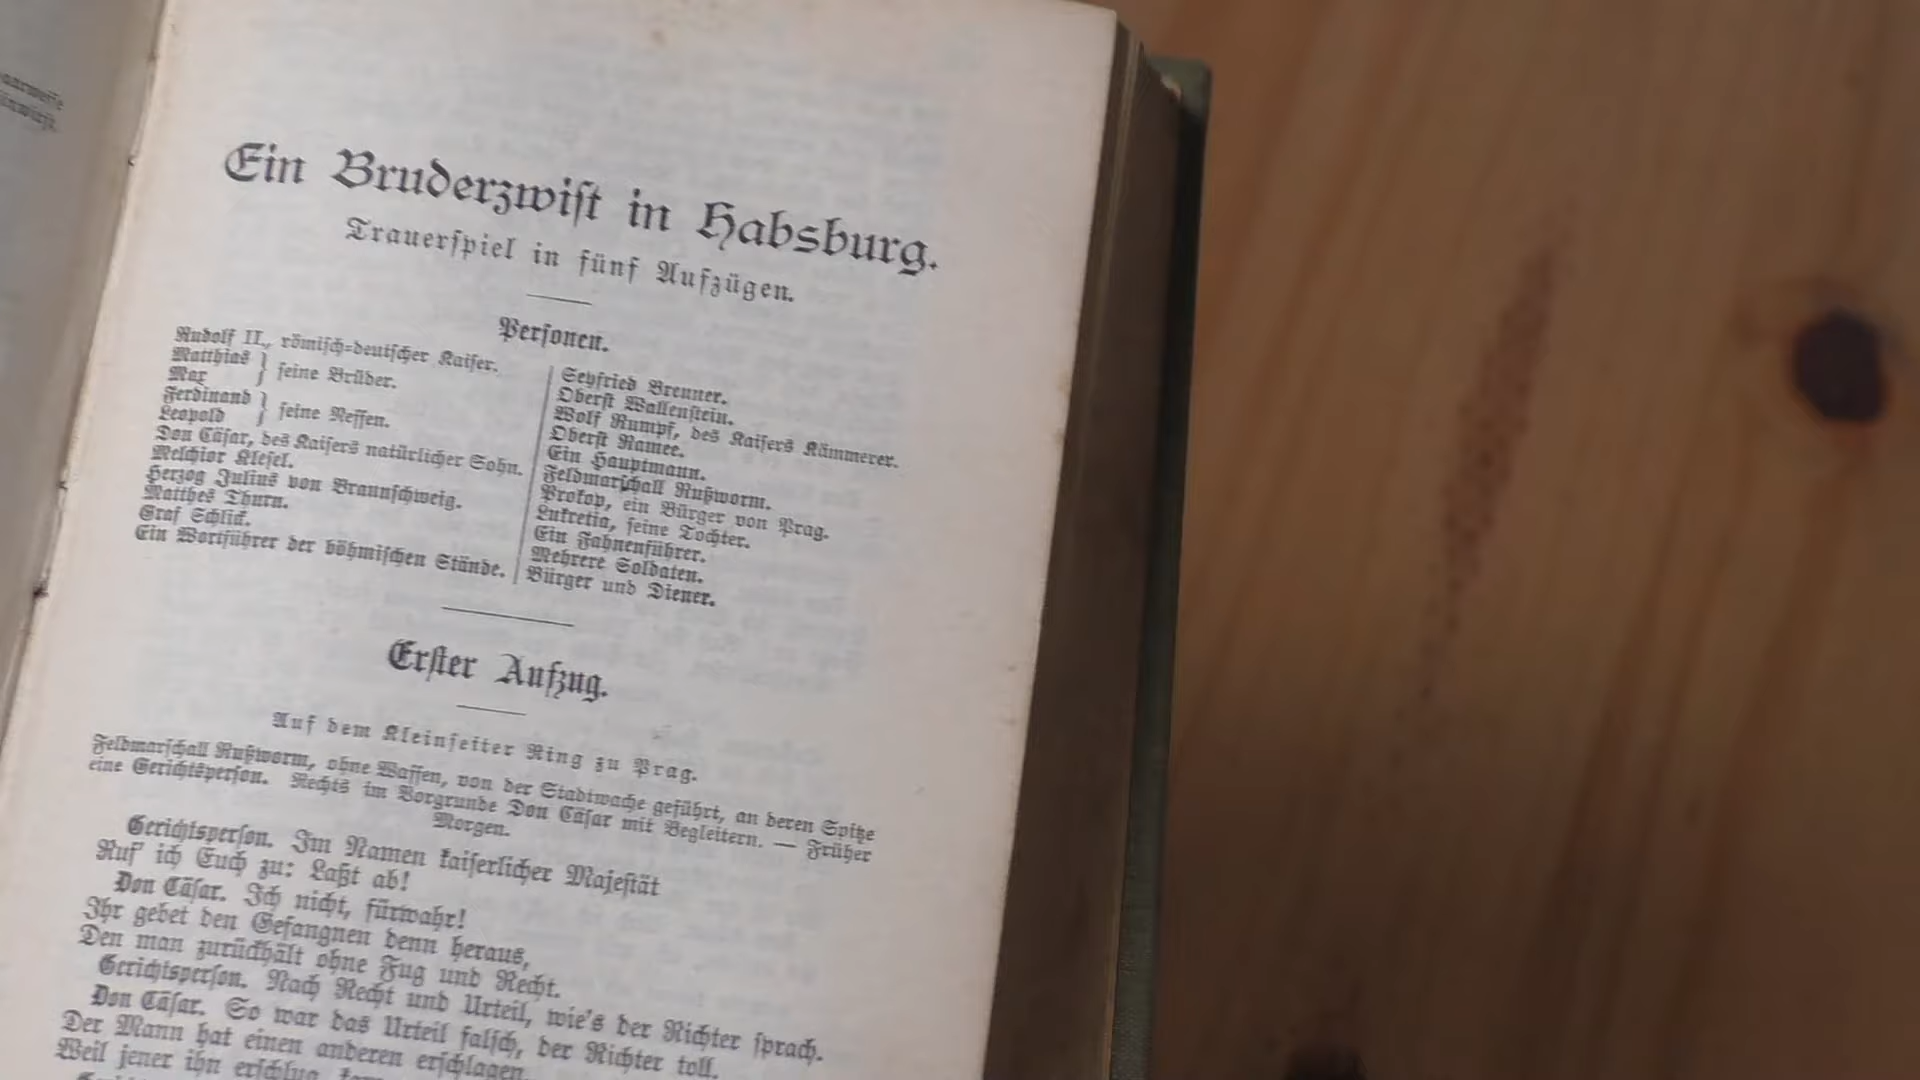 Ein Bruderzwist in Habsburg.
Trauerspiel in fünf Aufzügen.
Personen.
Rudolf II., römisch-deutscher Kaiser.
Matthias
Max
} seine Brüder.
Ferdinand
Leopold
} seine Neffen.
Don Cäsar, des Kaisers natürlicher Sohn.
Melchior Klesel.
Herzog Julius von Braunschweig.
Matthes Thurn.
Graf Schlick.
Ein Wortführer der böhmischen Stände.
Seyfried Brenner.
Oberst Wallenstein.
Wolf Rumpf, des Kaisers Kämmerer.
Oberst Ramee.
Ein Hauptmann.
Feldmarschall Rußworm.
Prokop, ein Bürger von Prag.
Lukretia, seine Tochter.
Ein Fahnenführer.
Mehrere Soldaten.
Bürger und Diener.
Erster Aufzug.
Auf dem Kleinseiter Ring zu Prag.
Feldmarschall Rußworm, ohne Waffen, von der Stadtwache geführt, an deren Spitze
eine Gerichtsperson. Rechts im Vorgrunde Don Cäsar mit Begleitern. — Früher
Morgen.
Gerichtsperson. Im Namen kaiserlicher Majestät
Ruf' ich Euch zu: Laßt ab!
Don Cäsar. Ich nicht, fürwahr!
Ihr gebet den Gefangnen denn heraus,
Den man zurückhält ohne Fug und Recht.
Gerichtsperson. Nach Recht und Urteil, wie's der Richter sprach.
Don Cäsar. So war das Urteil falsch, der Richter toll.
Der Mann hat einen anderen erschlagen,
Weil jener ihn erschlug,